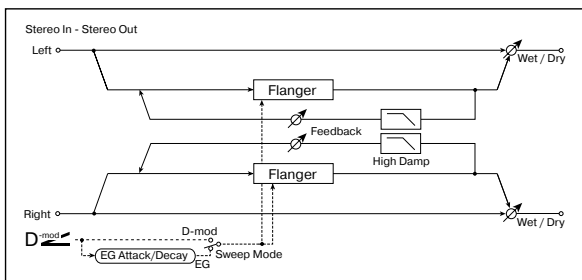 Stereo In - Stereo Out
Left
Wet / Dry
Flanger
Feedback
High Damp
Flanger
Right
Wet / Dry
D-mod
D-mod
EG Attack/Decay
EG
Sweep Mode